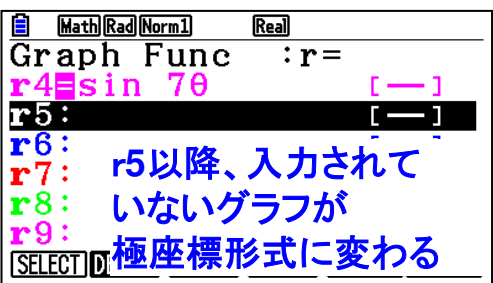 Math Rad Norm1 Real
Graph Func :r=
r4=sin 7θ [—]
r5: [—]
r6:
r7:
r8:
r9:
r5以降、入力されて
いないグラフが
極座標形式に変わる
SELECT D